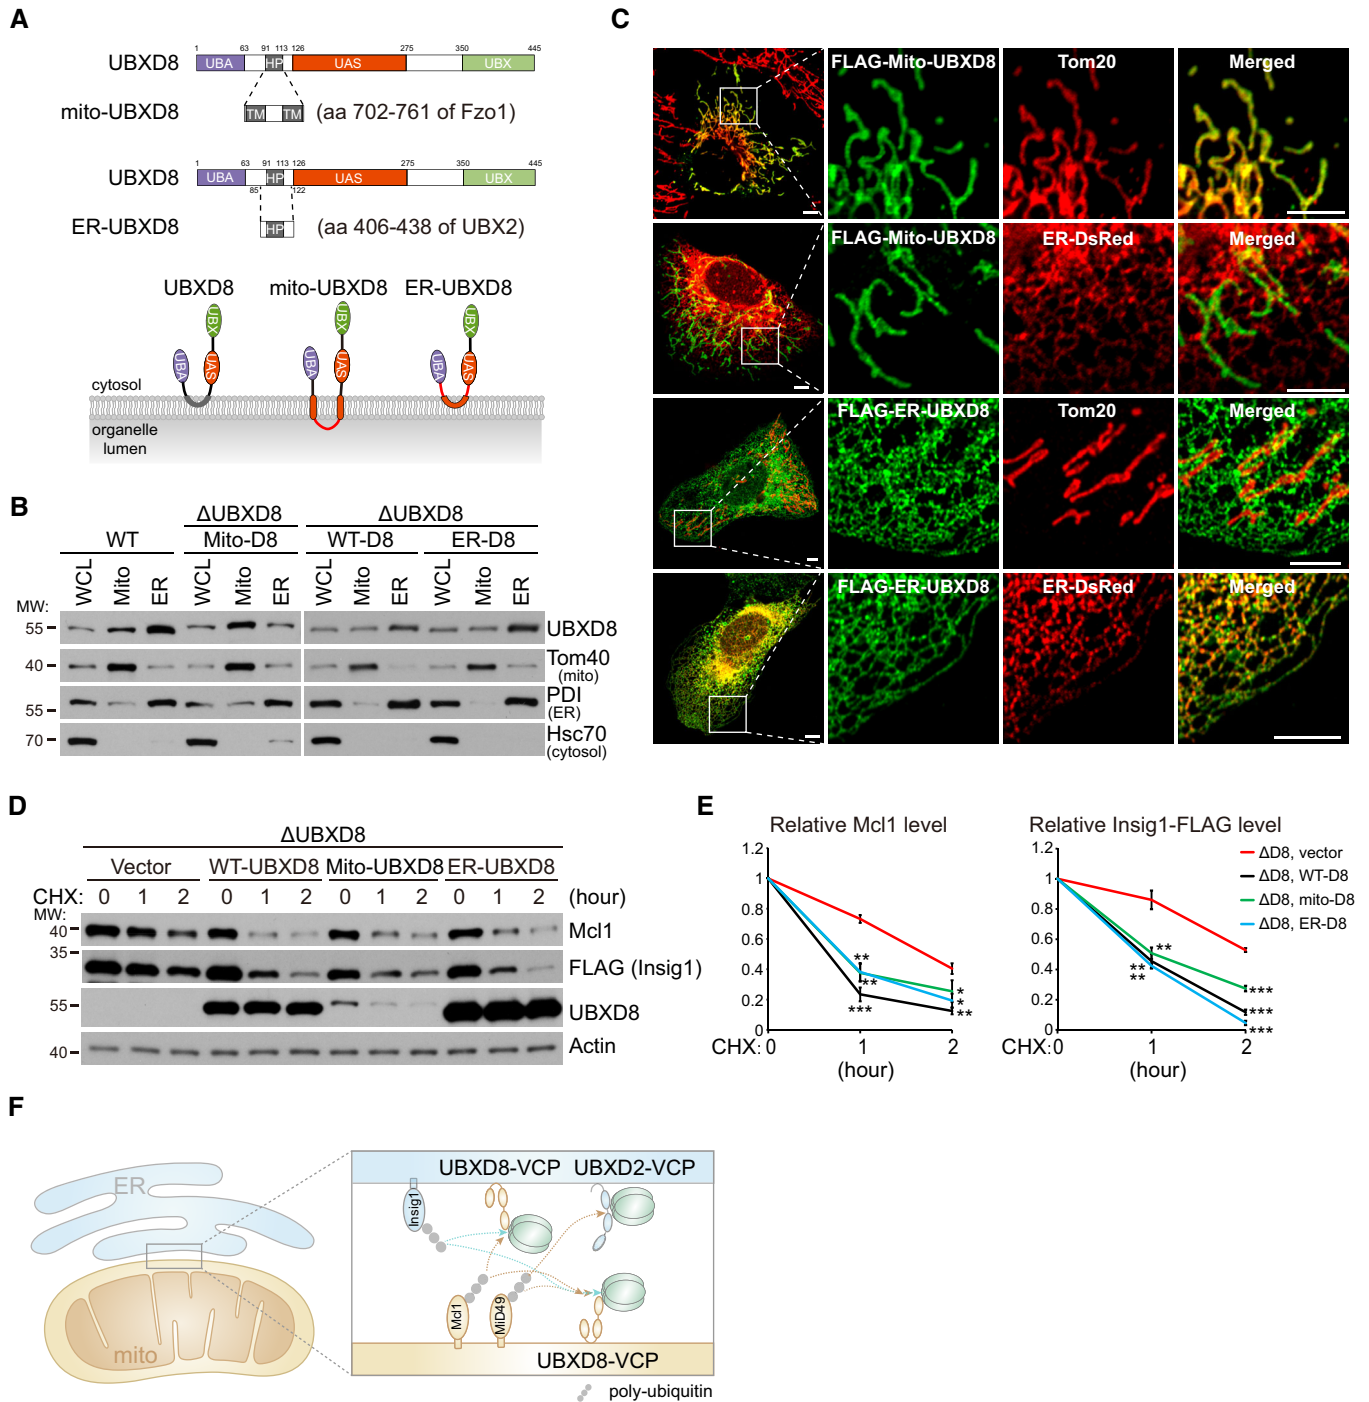 A
1 63 91 113 126 275 350 445
UBXD8 UBA HP UAS UBX
mito-UBXD8 TM TM (aa 702-761 of Fzo1)
1 63 91 113 126 275 350 445
UBXD8 UBA HP UAS UBX
85 122
ER-UBXD8 HP (aa 406-438 of UBX2)
UBXD8 mito-UBXD8 ER-UBXD8
UBX UBX UBX
UBA UAS UBA UAS UBA UAS
cytosol
organelle
lumen
B
ΔUBXD8 ΔUBXD8
WT Mito-D8 WT-D8 ER-D8
WCL Mito ER WCL Mito ER WCL Mito ER WCL Mito ER
MW:
55 UBXD8
40 Tom40
(mito)
55 PDI
(ER)
70 Hsc70
(cytosol)
C
FLAG-Mito-UBXD8 Tom20 Merged
FLAG-Mito-UBXD8 ER-DsRed Merged
FLAG-ER-UBXD8 Tom20 Merged
FLAG-ER-UBXD8 ER-DsRed Merged
D
ΔUBXD8
Vector WT-UBXD8 Mito-UBXD8 ER-UBXD8
CHX: 0 1 2 0 1 2 0 1 2 0 1 2 (hour)
MW:
40 Mcl1
35
FLAG (Insig1)
55 UBXD8
40 Actin
E
Relative Mcl1 level
1.2
1
0.8
0.6
0.4
0.2
0
** ** *** * * **
CHX: 0 1 2
(hour)
Relative Insig1-FLAG level
1.2
1
0.8
0.6
0.4
0.2
0
** ** ** *** *** ***
CHX: 0 1 2
(hour)
ΔD8, vector
ΔD8, WT-D8
ΔD8, mito-D8
ΔD8, ER-D8
F
ER
mito
UBXD8-VCP UBXD2-VCP
Insig1
Mcl1 MiD49
UBXD8-VCP
poly-ubiquitin